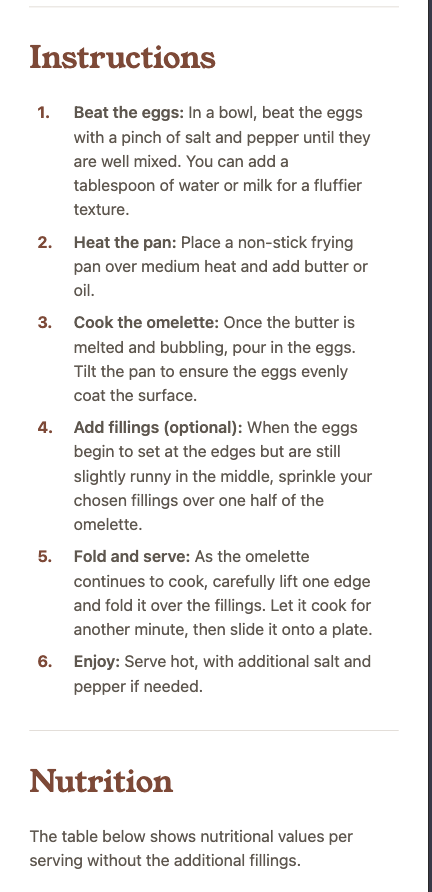 Instructions
1. Beat the eggs: In a bowl, beat the eggs
with a pinch of salt and pepper until they
are well mixed. You can add a
tablespoon of water or milk for a fluffier
texture.
2. Heat the pan: Place a non-stick frying
pan over medium heat and add butter or
oil.
3. Cook the omelette: Once the butter is
melted and bubbling, pour in the eggs.
Tilt the pan to ensure the eggs evenly
coat the surface.
4. Add fillings (optional): When the eggs
begin to set at the edges but are still
slightly runny in the middle, sprinkle your
chosen fillings over one half of the
omelette.
5. Fold and serve: As the omelette
continues to cook, carefully lift one edge
and fold it over the fillings. Let it cook for
another minute, then slide it onto a plate.
6. Enjoy: Serve hot, with additional salt and
pepper if needed.
Nutrition
The table below shows nutritional values per
serving without the additional fillings.